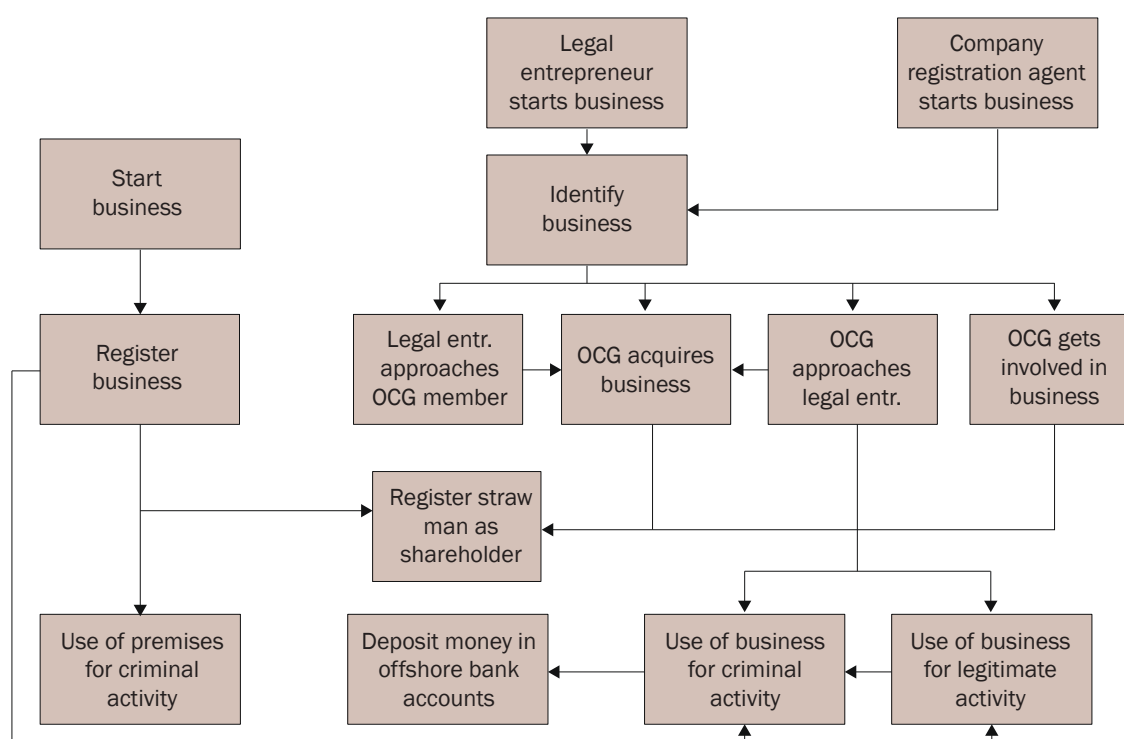 Legal
entrepreneur
starts business
Company
registration agent
starts business
Start
business
Identify
business
Register
business
Legal entr.
approaches
OCG member
OCG acquires
business
OCG
approaches
legal entr.
OCG gets
involved in
business
Register straw
man as
shareholder
Use of premises
for criminal
activity
Deposit money in
offshore bank
accounts
Use of business
for criminal
activity
Use of business
for legitimate
activity